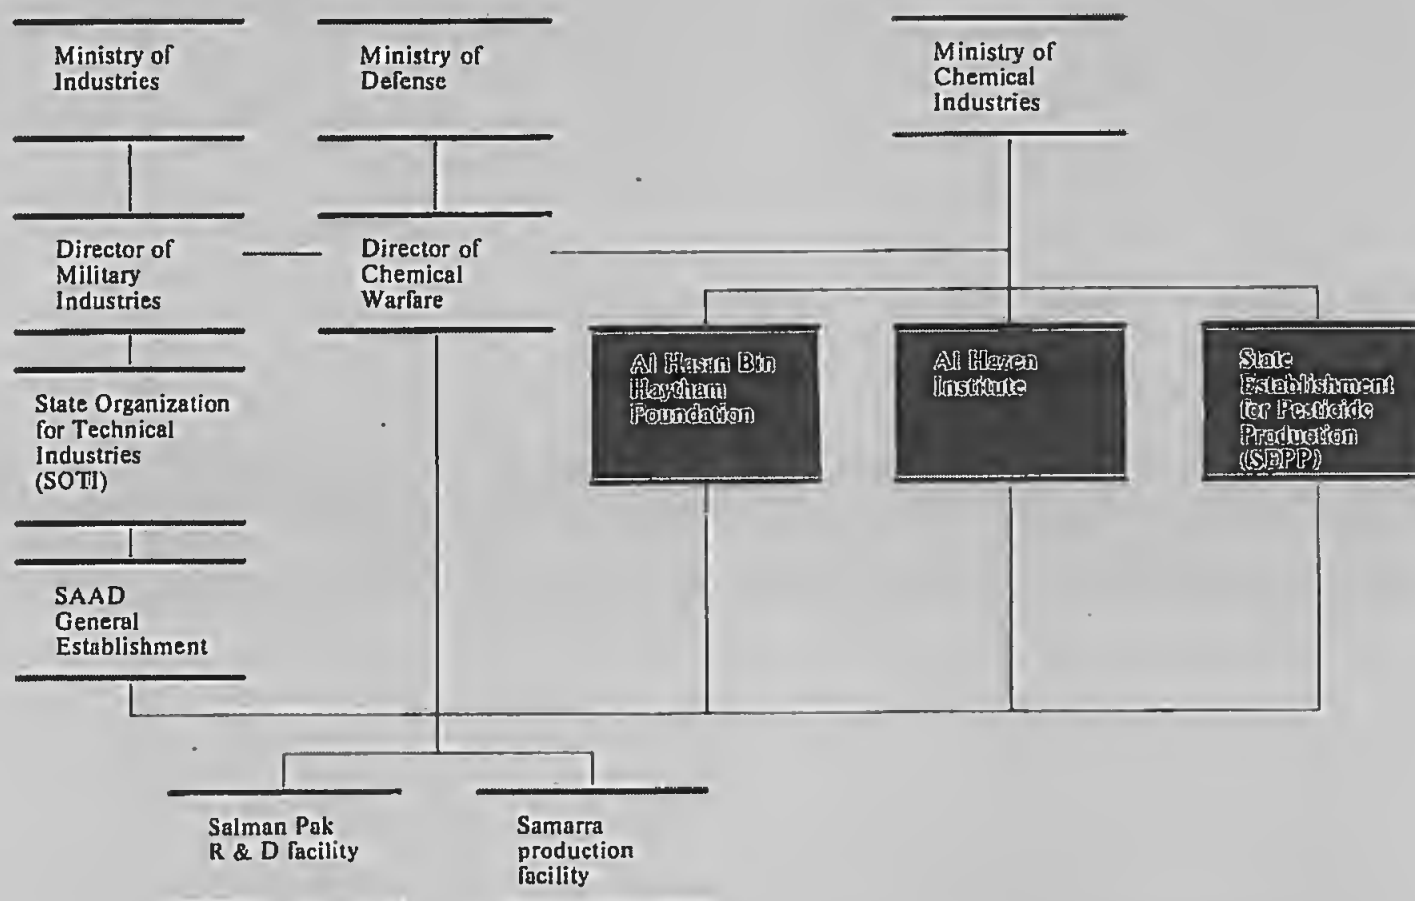 Ministry of
Industries
Ministry of
Defense
Ministry of
Chemical
Industries
Director of
Military
Industries
Director of
Chemical
Warfare
Al Hasan Bin
Haytham
Foundation
Al Hazen
Institute
State
Establishment
for Pesticide
Production
(SEPP)
State Organization
for Technical
Industries
(SOTI)
SAAD
General
Establishment
Salman Pak
R & D facility
Samarra
production
facility